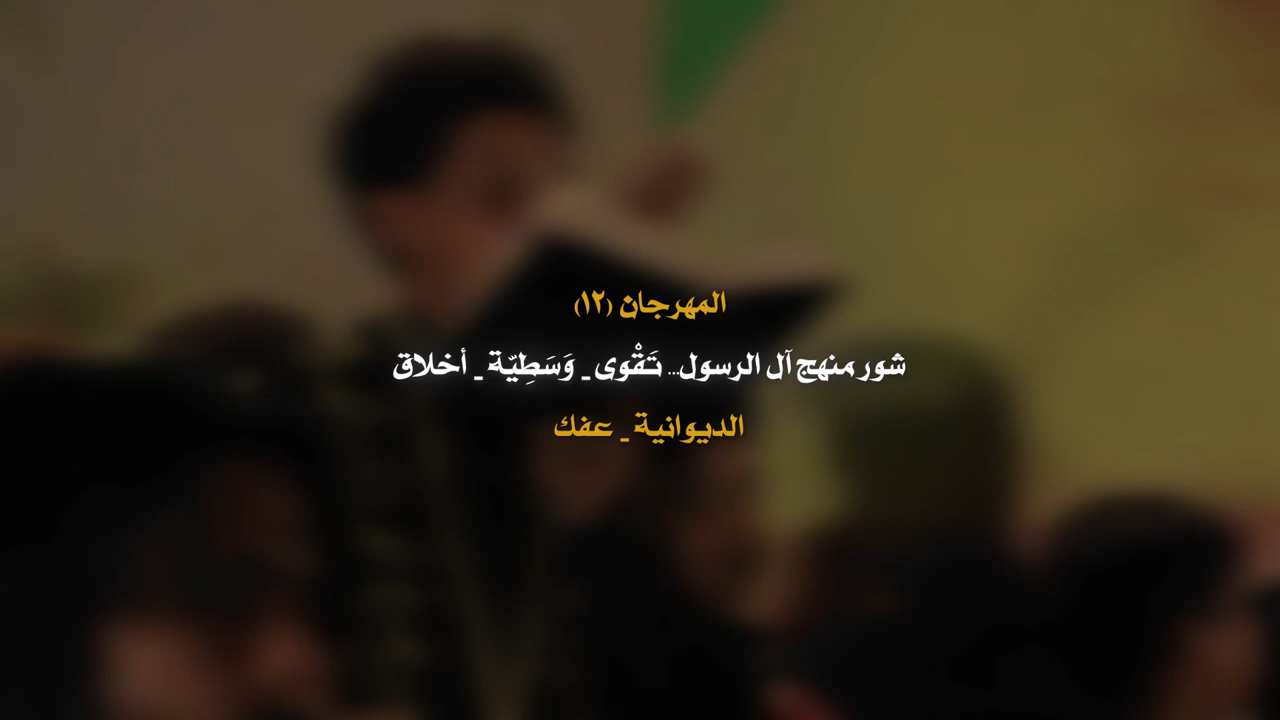 المهرجان (١٢)
شور منهج آل الرسول... تَقْوى ـ وَسَطِيّة ـ أخلاق
الديوانية ـ عفك